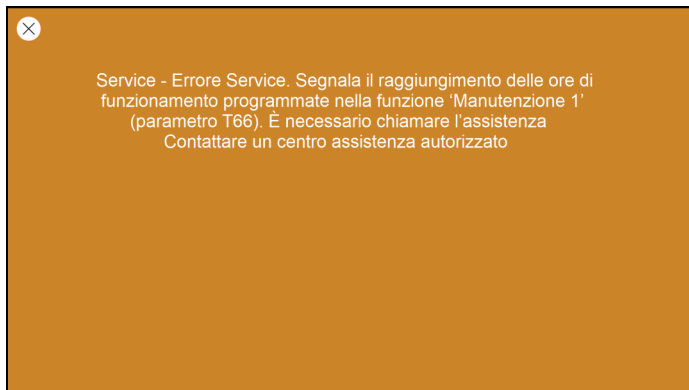 Service - Errore Service. Segnala il raggiungimento delle ore di
funzionamento programmate nella funzione ‘Manutenzione 1’
(parametro T66). È necessario chiamare l’assistenza
Contattare un centro assistenza autorizzato